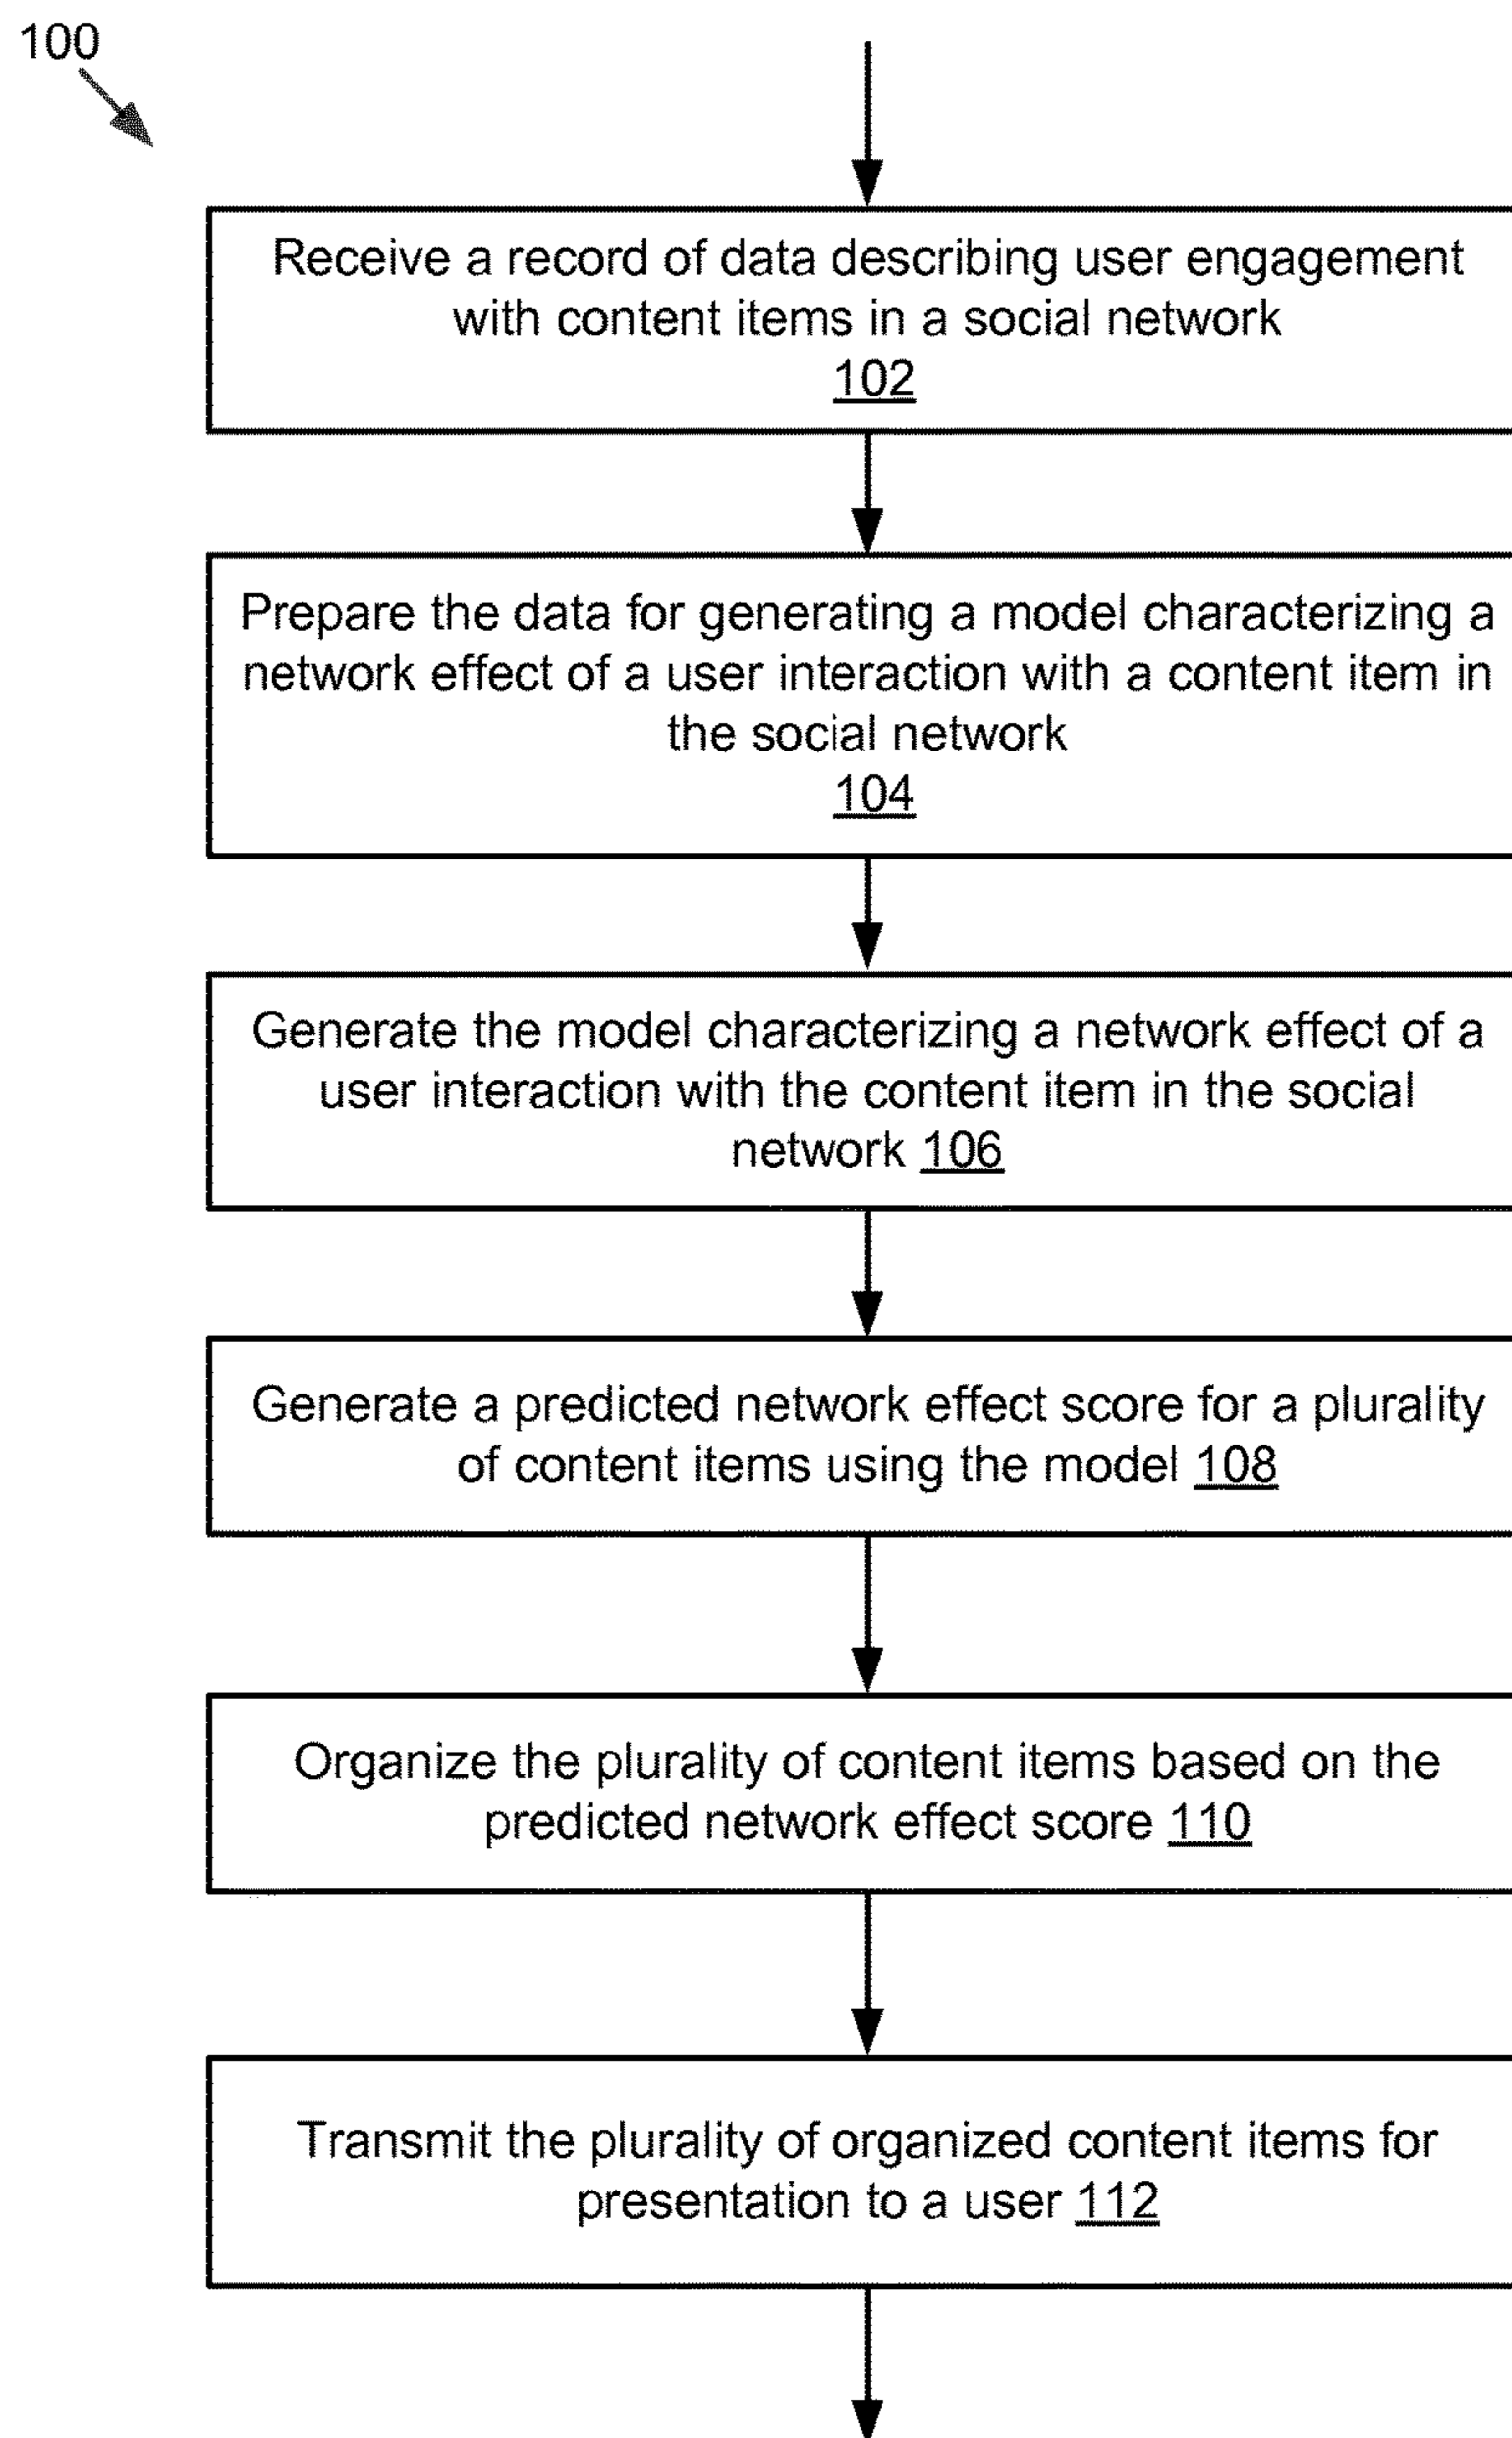 100
Receive a record of data describing user engagement
with content items in a social network
102
Prepare the data for generating a model characterizing a
network effect of a user interaction with a content item in
the social network
104
Generate the model characterizing a network effect of a
user interaction with the content item in the social
network 106
Generate a predicted network effect score for a plurality
of content items using the model 108
Organize the plurality of content items based on the
predicted network effect score 110
Transmit the plurality of organized content items for
presentation to a user 112